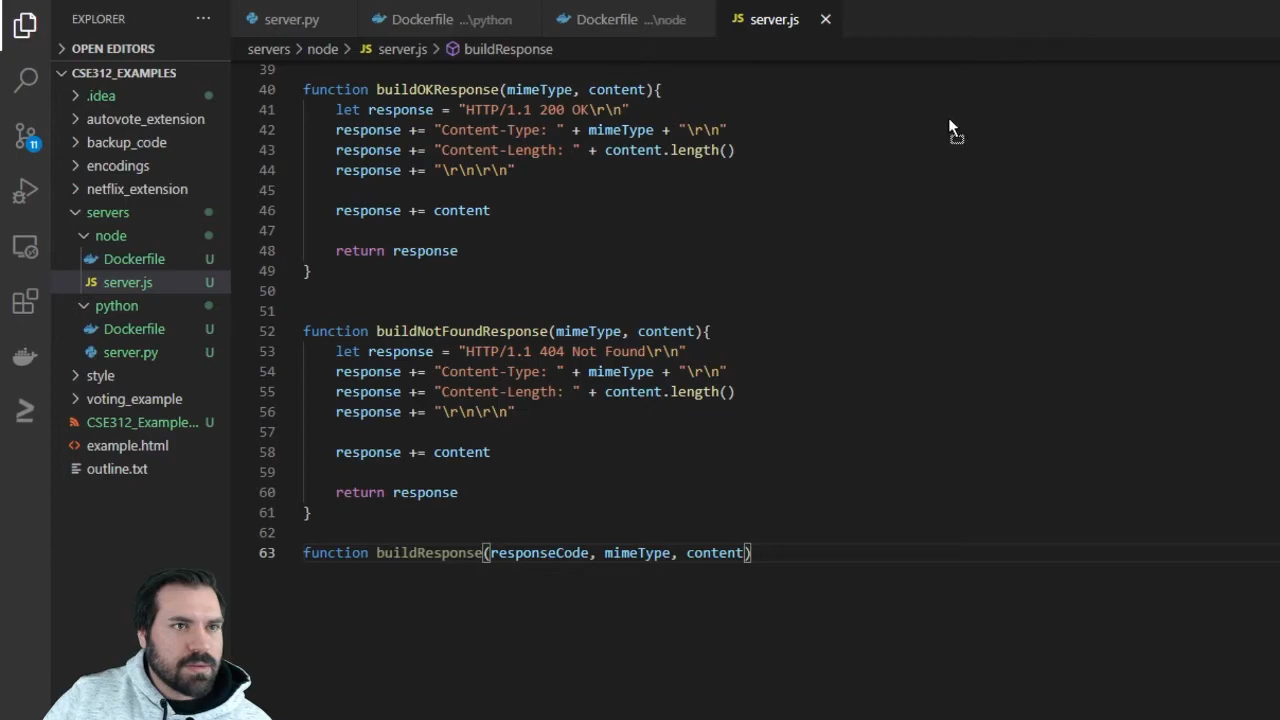 EXPLORER ···
OPEN EDITORS
CSE312_EXAMPLES
.idea
autovote_extension
backup_code
encodings
netflix_extension
servers
node
Dockerfile U
JS server.js U
python
Dockerfile U
server.py U
style
voting_example
CSE312_Example... U
example.html
outline.txt
11
server.py
Dockerfile ...\python
Dockerfile ...\node
JS server.js
servers > node > JS server.js > buildResponse
39
40 function buildOKResponse(mimeType, content){
41 let response = "HTTP/1.1 200 OK\r\n"
42 response += "Content-Type: " + mimeType + "\r\n"
43 response += "Content-Length: " + content.length()
44 response += "\r\n\r\n"
45
46 response += content
47
48 return response
49 }
50
51
52 function buildNotFoundResponse(mimeType, content){
53 let response = "HTTP/1.1 404 Not Found\r\n"
54 response += "Content-Type: " + mimeType + "\r\n"
55 response += "Content-Length: " + content.length()
56 response += "\r\n\r\n"
57
58 response += content
59
60 return response
61 }
62
63 function buildResponse(responseCode, mimeType, content)